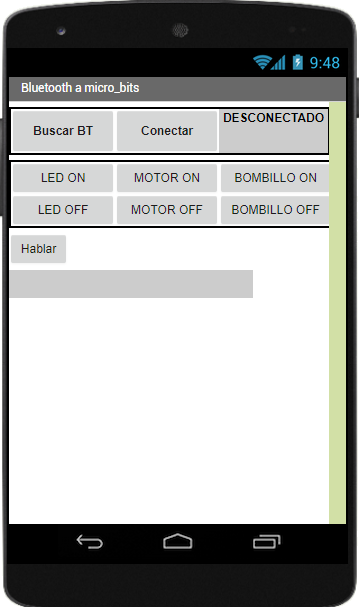 9:48
Bluetooth a micro_bits
Buscar BT Conectar DESCONECTADO
LED ON MOTOR ON BOMBILLO ON
LED OFF MOTOR OFF BOMBILLO OFF
Hablar